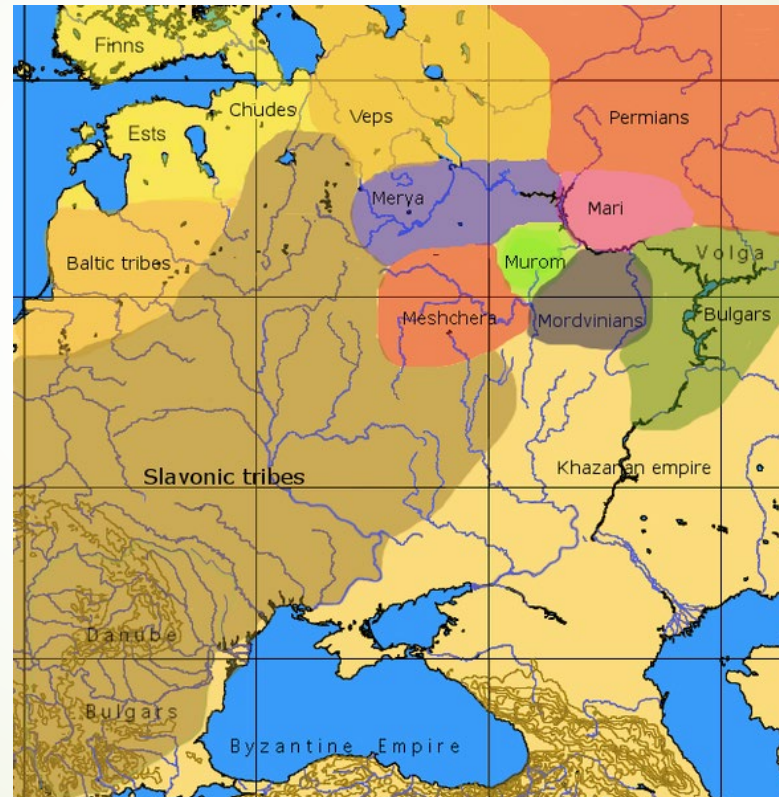 Finns
Chudes
Veps
Permians
Ests
Merya
Mari
Baltic tribes
Murom
Volga
Meshchera
Mordvinians
Bulgars
Slavonic tribes
Khazarian empire
Danube
Bulgars
Byzantine Empire